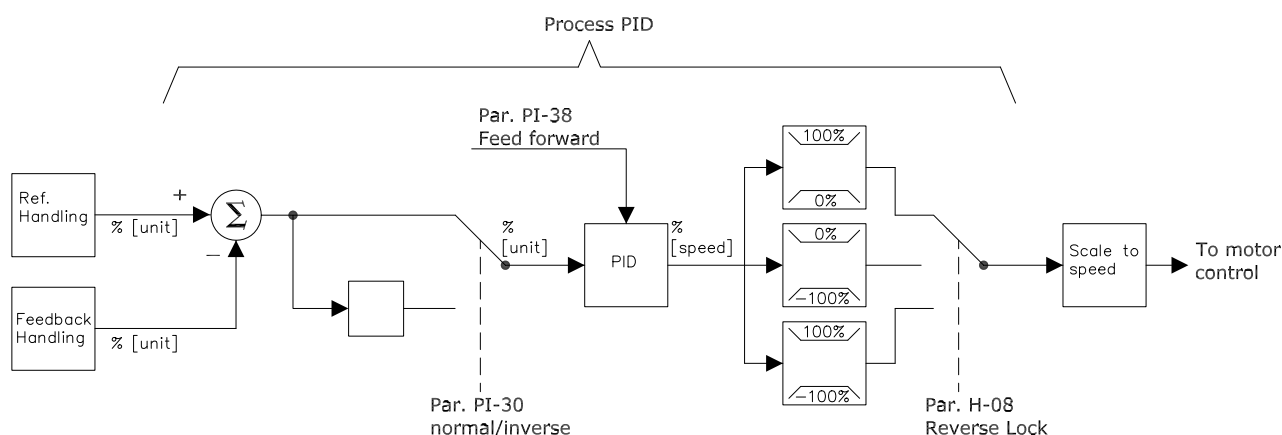 Process PID
Par. PI-38
Feed forward
Ref.
Handling
+
% [unit]
Σ
−
Feedback
Handling
% [unit]
Par. PI-30
normal/inverse
%
[unit]
PID
%
[speed]
100%
0%
0%
−100%
100%
−100%
Par. H-08
Reverse Lock
Scale to
speed
To motor
control